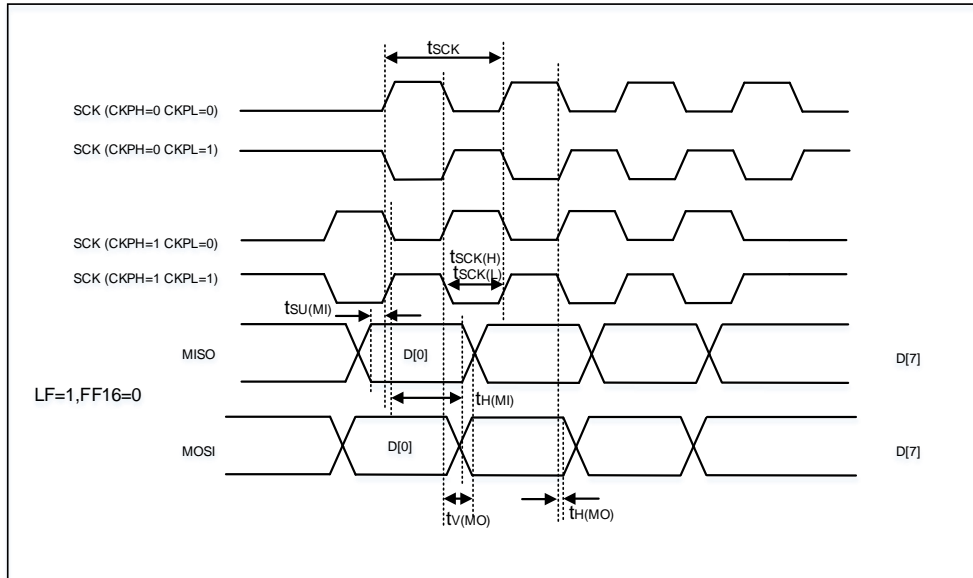 tSCK
SCK (CKPH=0 CKPL=0)
SCK (CKPH=0 CKPL=1)
SCK (CKPH=1 CKPL=0)
tSCK(H)
SCK (CKPH=1 CKPL=1)
tSCK(L)
tSU(MI)
MISO
D[0]
D[7]
LF=1,FF16=0
tH(MI)
MOSI
D[0]
D[7]
tV(MO)
tH(MO)